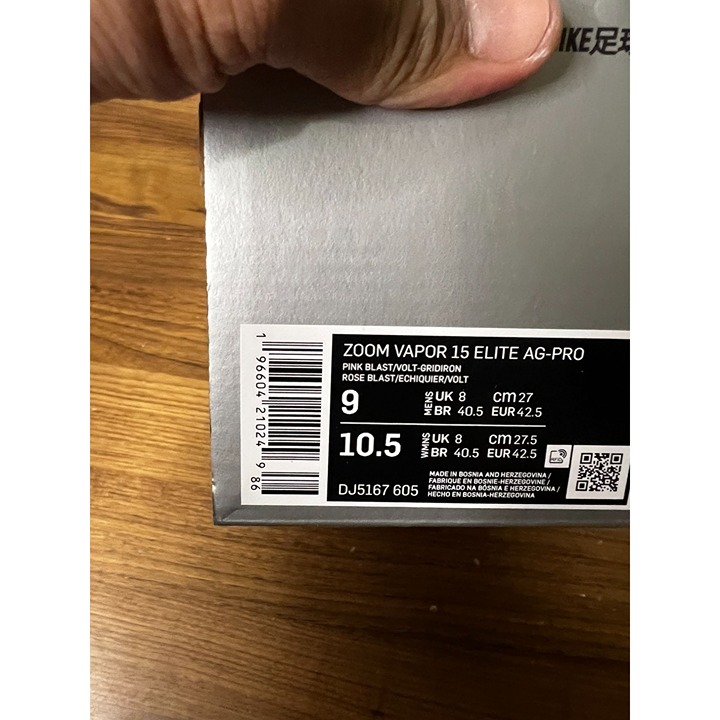 IKE足球
1 96604 21024 9 86
ZOOM VAPOR 15 ELITE AG-PRO
PINK BLAST/VOLT-GRIDIRON
ROSE BLAST/ECHIQUIER/VOLT
9 MENS UK 8 cm 27
BR 40.5 EUR 42.5
10.5 WMNS UK 8 cm 27.5
BR 40.5 EUR 42.5
MADE IN BOSNIA AND HERZEGOVINA /
FABRIQUE EN BOSNIE-HERZEGOVINE /
FABRICADO NA BÓSNIA E HERZEGOVINA /
HECHO EN BOSNIA-HERZEGOVINA
DJ5167 605